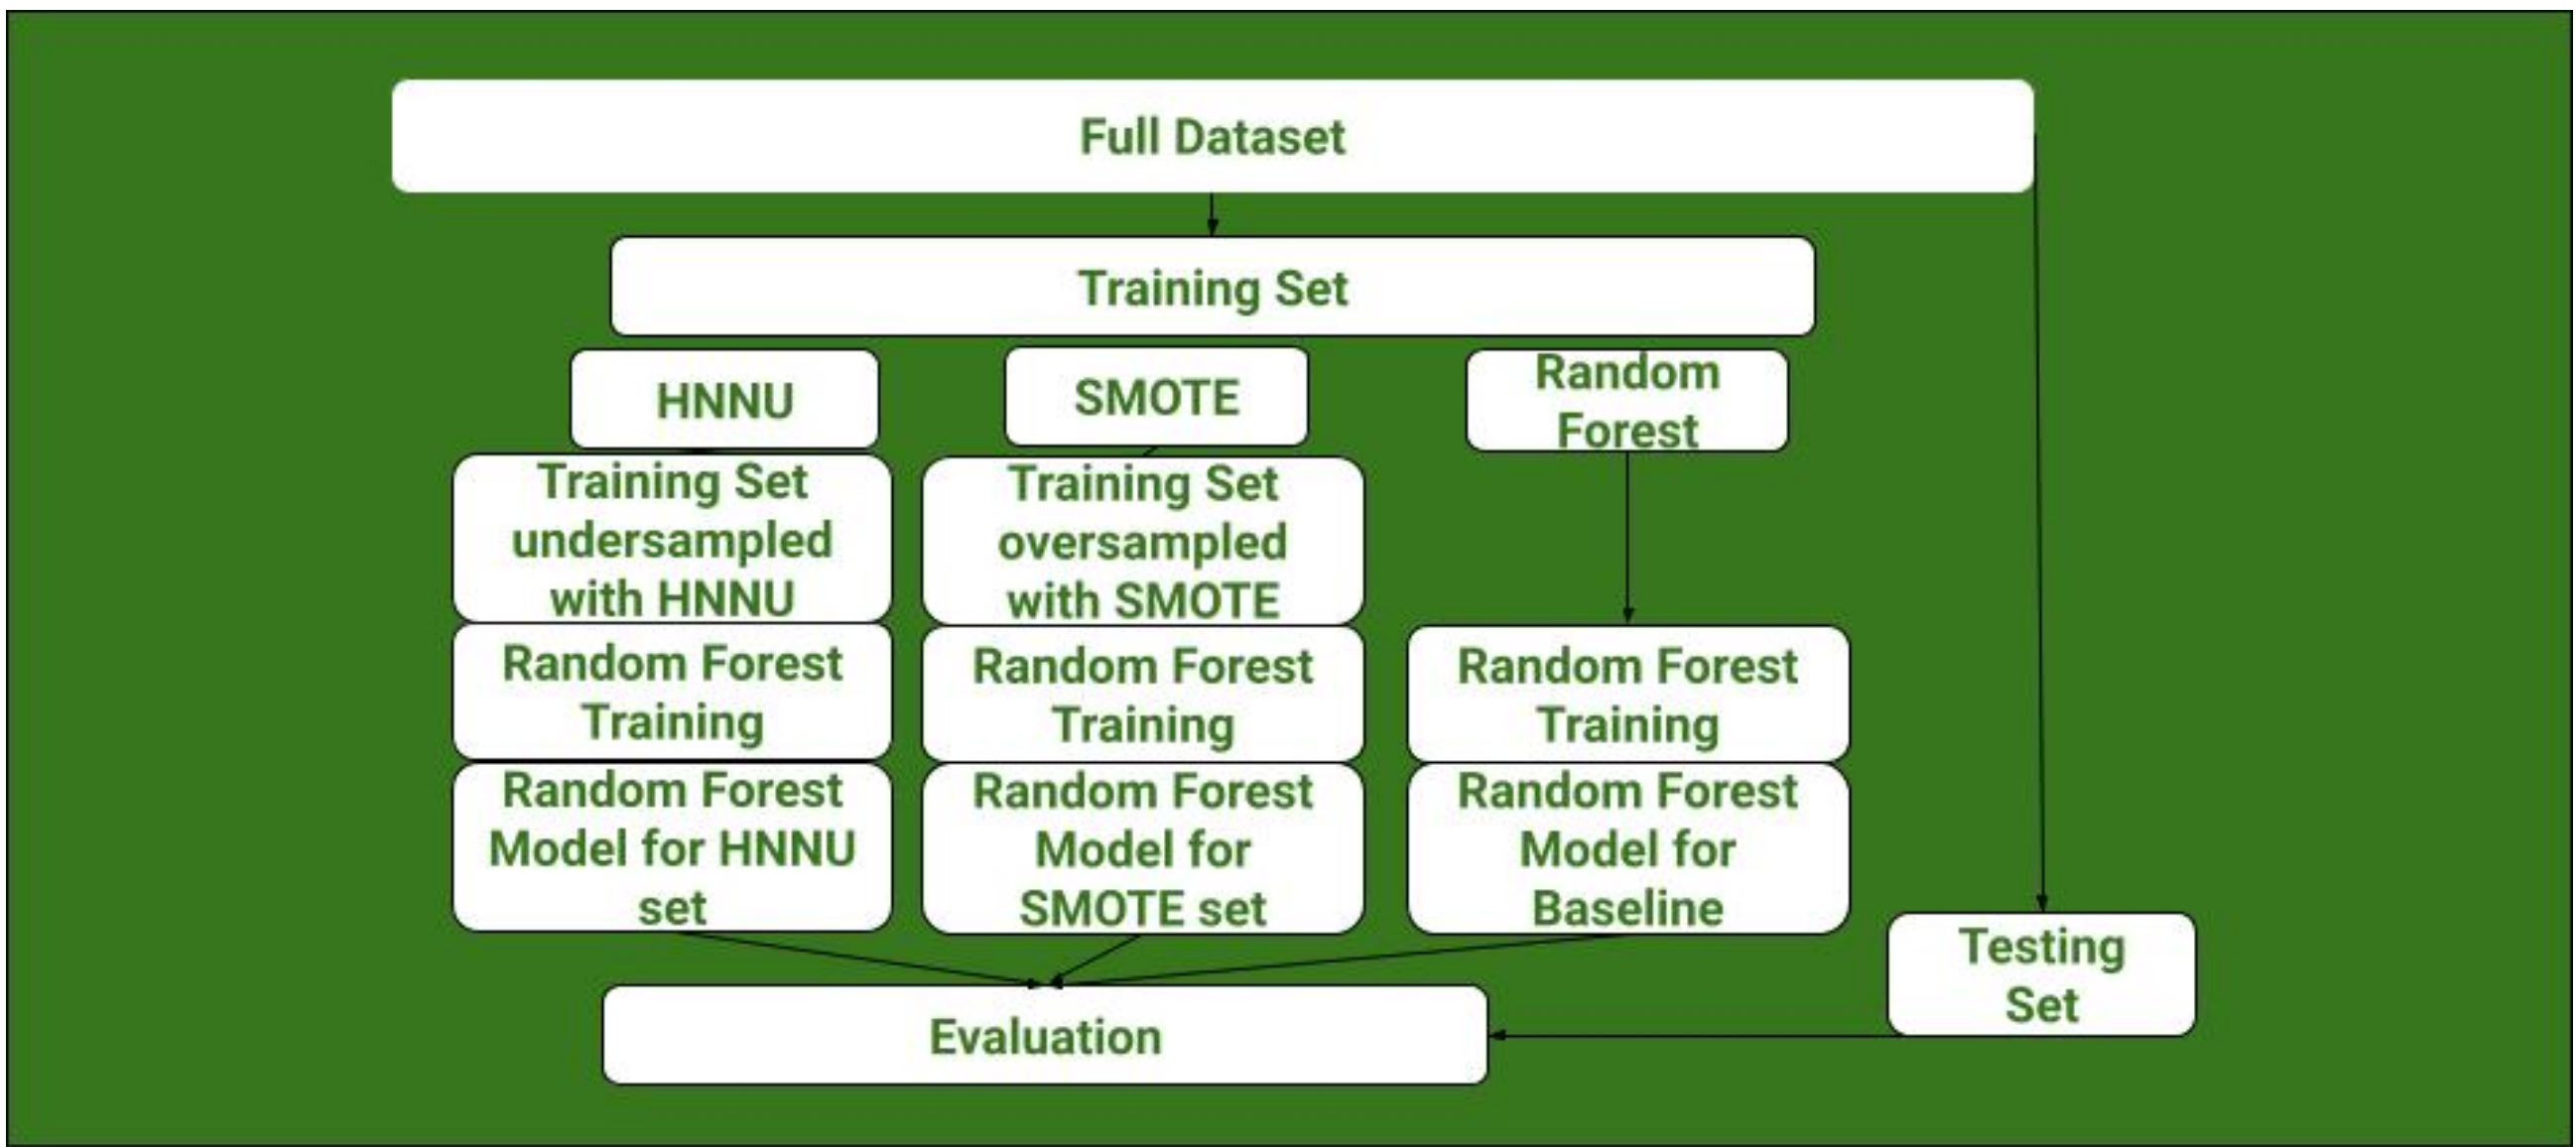 Full Dataset
Training Set
HNNU
SMOTE
Random
Forest
Training Set
undersampled
with HNNU
Training Set
oversampled
with SMOTE
Random Forest
Training
Random Forest
Training
Random Forest
Training
Random Forest
Model for HNNU
set
Random Forest
Model for
SMOTE set
Random Forest
Model for
Baseline
Testing
Set
Evaluation